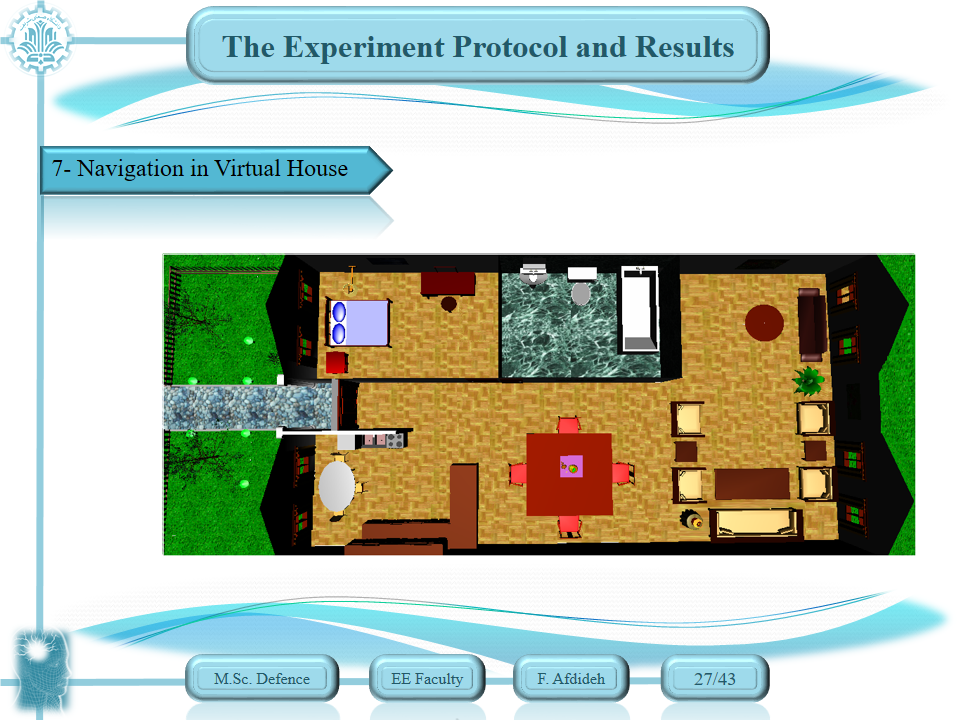 The Experiment Protocol and Results
7- Navigation in Virtual House
M.Sc. Defence
EE Faculty
F. Afdideh
27/43